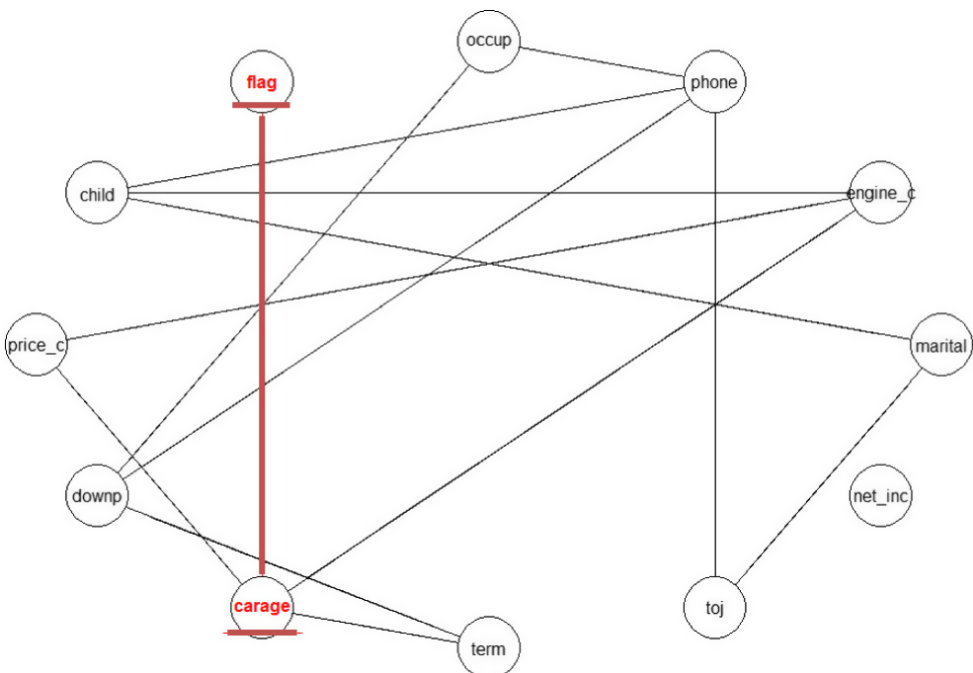 occup
flag
phone
child
engine_c
price_c
marital
downp
net_inc
carage
toj
term